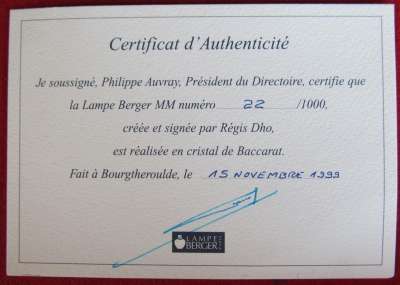 Certificat d'Authenticité
Je soussigné, Philippe Auvray, Président du Directoire, certifie que
la Lampe Berger MM numéro 22 /1000,
créée et signée par Régis Dho,
est réalisée en cristal de Baccarat.
Fait à Bourgtheroulde, le 15 NOVEMBRE 1999
LAMPE
BERGER